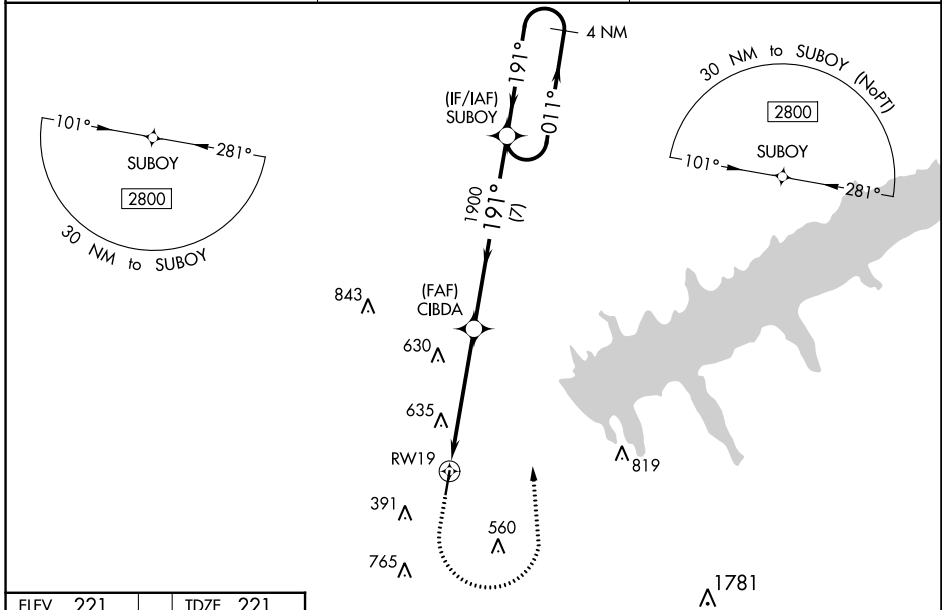 4 NM
191°
011°
(IF/IAF)
SUBOY
101°
281°
SUBOY
2800
30 NM to SUBOY
30 NM to SUBOY (NoPT)
2800
SUBOY
101°
281°
1900
191°
(7)
843
(FAF)
CIBDA
630
635
RW19
819
391
560
765
1781
ELEV 221
TDZE 221